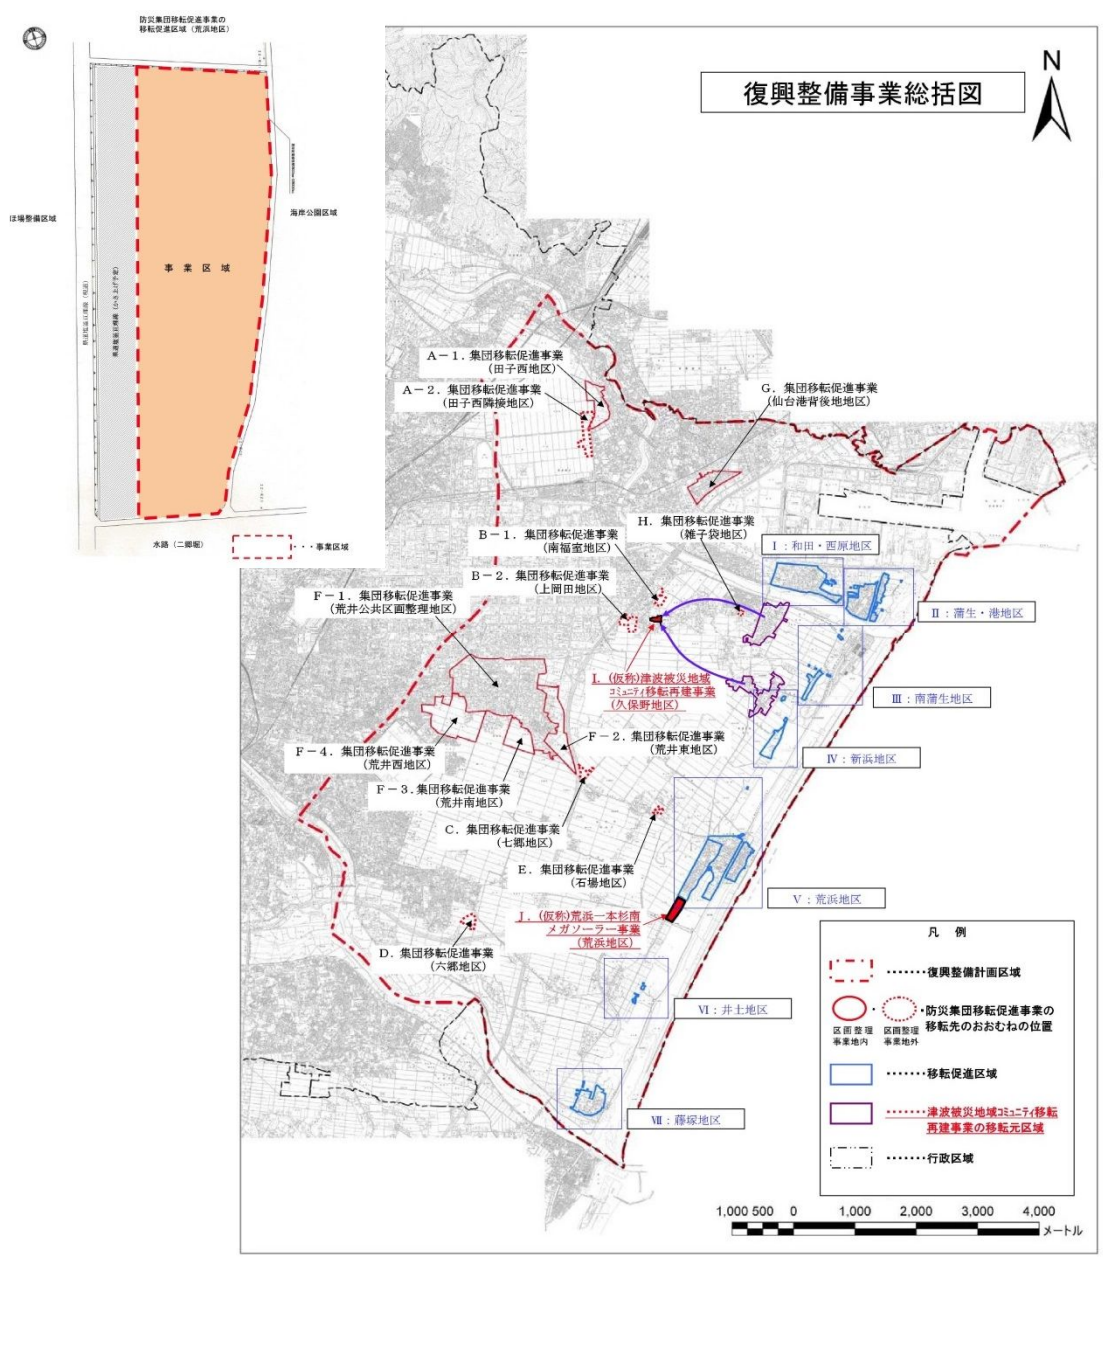 防災集団移転促進事業の
移転促進区域（荒浜地区）
ほ場整備区域
海岸公園区域
事 業 区 域
水路（二郷堀）
・・・事業区域
復興整備事業総括図
N
A－1．集団移転促進事業
（田子西地区）
A－2．集団移転促進事業
（田子西隣接地区）
G．集団移転促進事業
（仙台港背後地地区）
H．集団移転促進事業
（雑子袋地区）
B－1．集団移転促進事業
（南福室地区）
B－2．集団移転促進事業
（上岡田地区）
F－1．集団移転促進事業
（荒井公共区画整理地区）
Ⅰ：和田・西原地区
Ⅱ：蒲生・港地区
Ⅲ：南蒲生地区
Ⅳ：新浜地区
I．(仮称)津波被災地域
ｺﾐｭﾆﾃｨ移転再建事業
（久保野地区）
F－2．集団移転促進事業
（荒井東地区）
F－4．集団移転促進事業
（荒井西地区）
F－3．集団移転促進事業
（荒井南地区）
C．集団移転促進事業
（七郷地区）
E．集団移転促進事業
（石場地区）
Ⅴ：荒浜地区
J．(仮称)荒浜一本杉南
メガソーラー事業
（荒浜地区）
D．集団移転促進事業
（六郷地区）
Ⅵ：井土地区
Ⅶ：藤塚地区
凡 例
・・・・・・・復興整備計画区域
・
・防災集団移転促進事業の
移転先のおおむねの位置
区画整理
事業地内
区画整理
事業地外
・・・・・・・移転促進区域
・・・・・・・津波被災地域ｺﾐｭﾆﾃｨ移転
再建事業の移転元区域
・・・・・・・行政区域
1,000 500 0 1,000 2,000 3,000 4,000
メートル